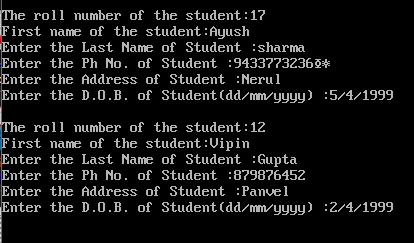 The roll number of the student:17
First name of the student:Ayush
Enter the Last Name of Student :sharma
Enter the Ph No. of Student :9433773236⧱*
Enter the Address of Student :Nerul
Enter the D.O.B. of Student(dd/mm/yyyy) :5/4/1999
The roll number of the student:12
First name of the student:Vipin
Enter the Last Name of Student :Gupta
Enter the Ph No. of Student :879876452
Enter the Address of Student :Panvel
Enter the D.O.B. of Student(dd/mm/yyyy) :2/4/1999